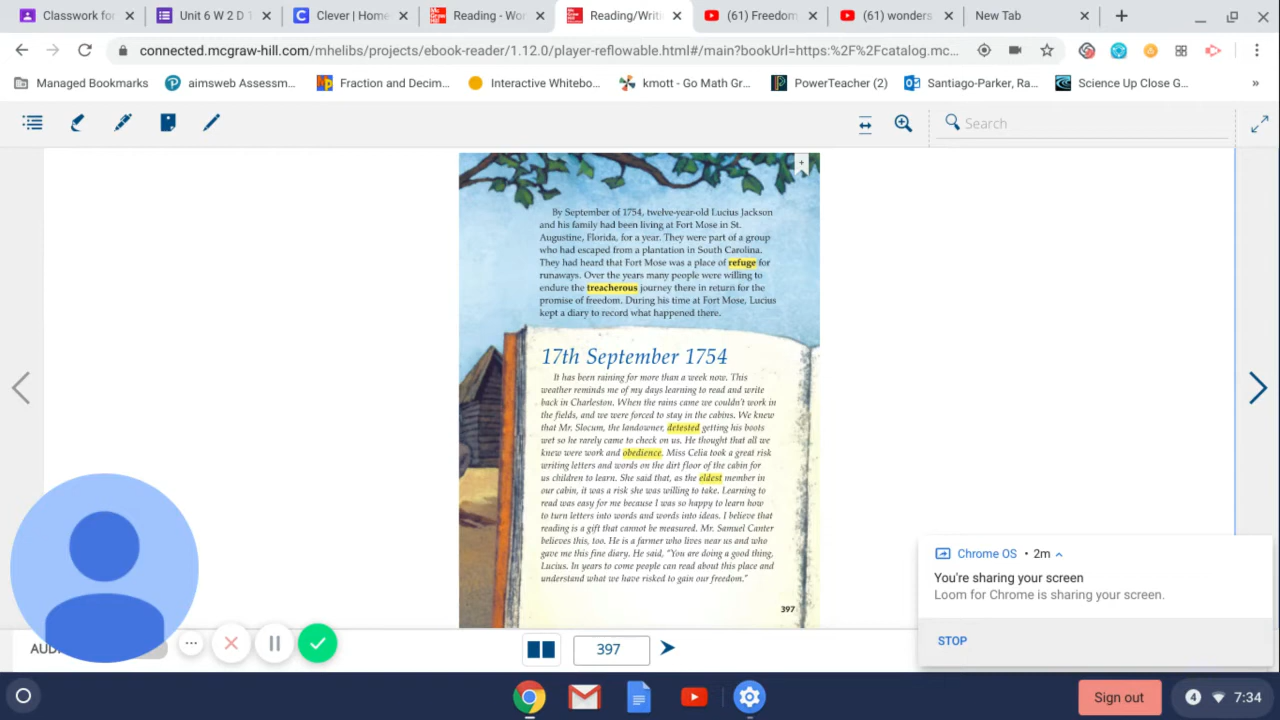 Classwork for
Unit 6 W 2 D
Clever | Home
Reading - Wo
Reading/Writi
(61) Freedom
(61) wonders
New Tab
connected.mcgraw-hill.com/mhelibs/projects/ebook-reader/1.12.0/player-reflowable.html#/main?bookUrl=https:%2F%2Fcatalog.mc...
Managed Bookmarks
aimsweb Assessm...
Fraction and Decim...
Interactive Whitebo...
kmott - Go Math Gr...
PowerTeacher (2)
Santiago-Parker, Ra...
Science Up Close G...
»
Search
By September of 1754, twelve-year-old Lucius Jackson
and his family had been living at Fort Mose in St.
Augustine, Florida, for a year. They were part of a group
who had escaped from a plantation in South Carolina.
They had heard that Fort Mose was a place of refuge for
runaways. Over the years many people were willing to
endure the treacherous journey there in return for the
promise of freedom. During his time at Fort Mose, Lucius
kept a diary to record what happened there.
17th September 1754
It has been raining for more than a week now. This
weather reminds me of my days learning to read and write
back in Charleston. When the rains came we couldn't work in
the fields, and we were forced to stay in the cabins. We knew
that Mr. Slocum, the landowner, detested getting his boots
wet so he rarely came to check on us. He thought that all we
knew were work and obedience. Miss Celia took a great risk
writing letters and words on the dirt floor of the cabin for
us children to learn. She said that, as the eldest member in
our cabin, it was a risk she was willing to take. Learning to
read was easy for me because I was so happy to learn how
to turn letters into words and words into ideas. I believe that
reading is a gift that cannot be measured. Mr. Samuel Canter
believes this, too. He is a farmer who lives near us and who
gave me this fine diary. He said, "You are doing a good thing,
Lucius. In years to come people can read about this place and
understand what we have risked to gain our freedom."
397
Chrome OS • 2m
You're sharing your screen
Loom for Chrome is sharing your screen.
STOP
AUD
397
Sign out
4
7:34